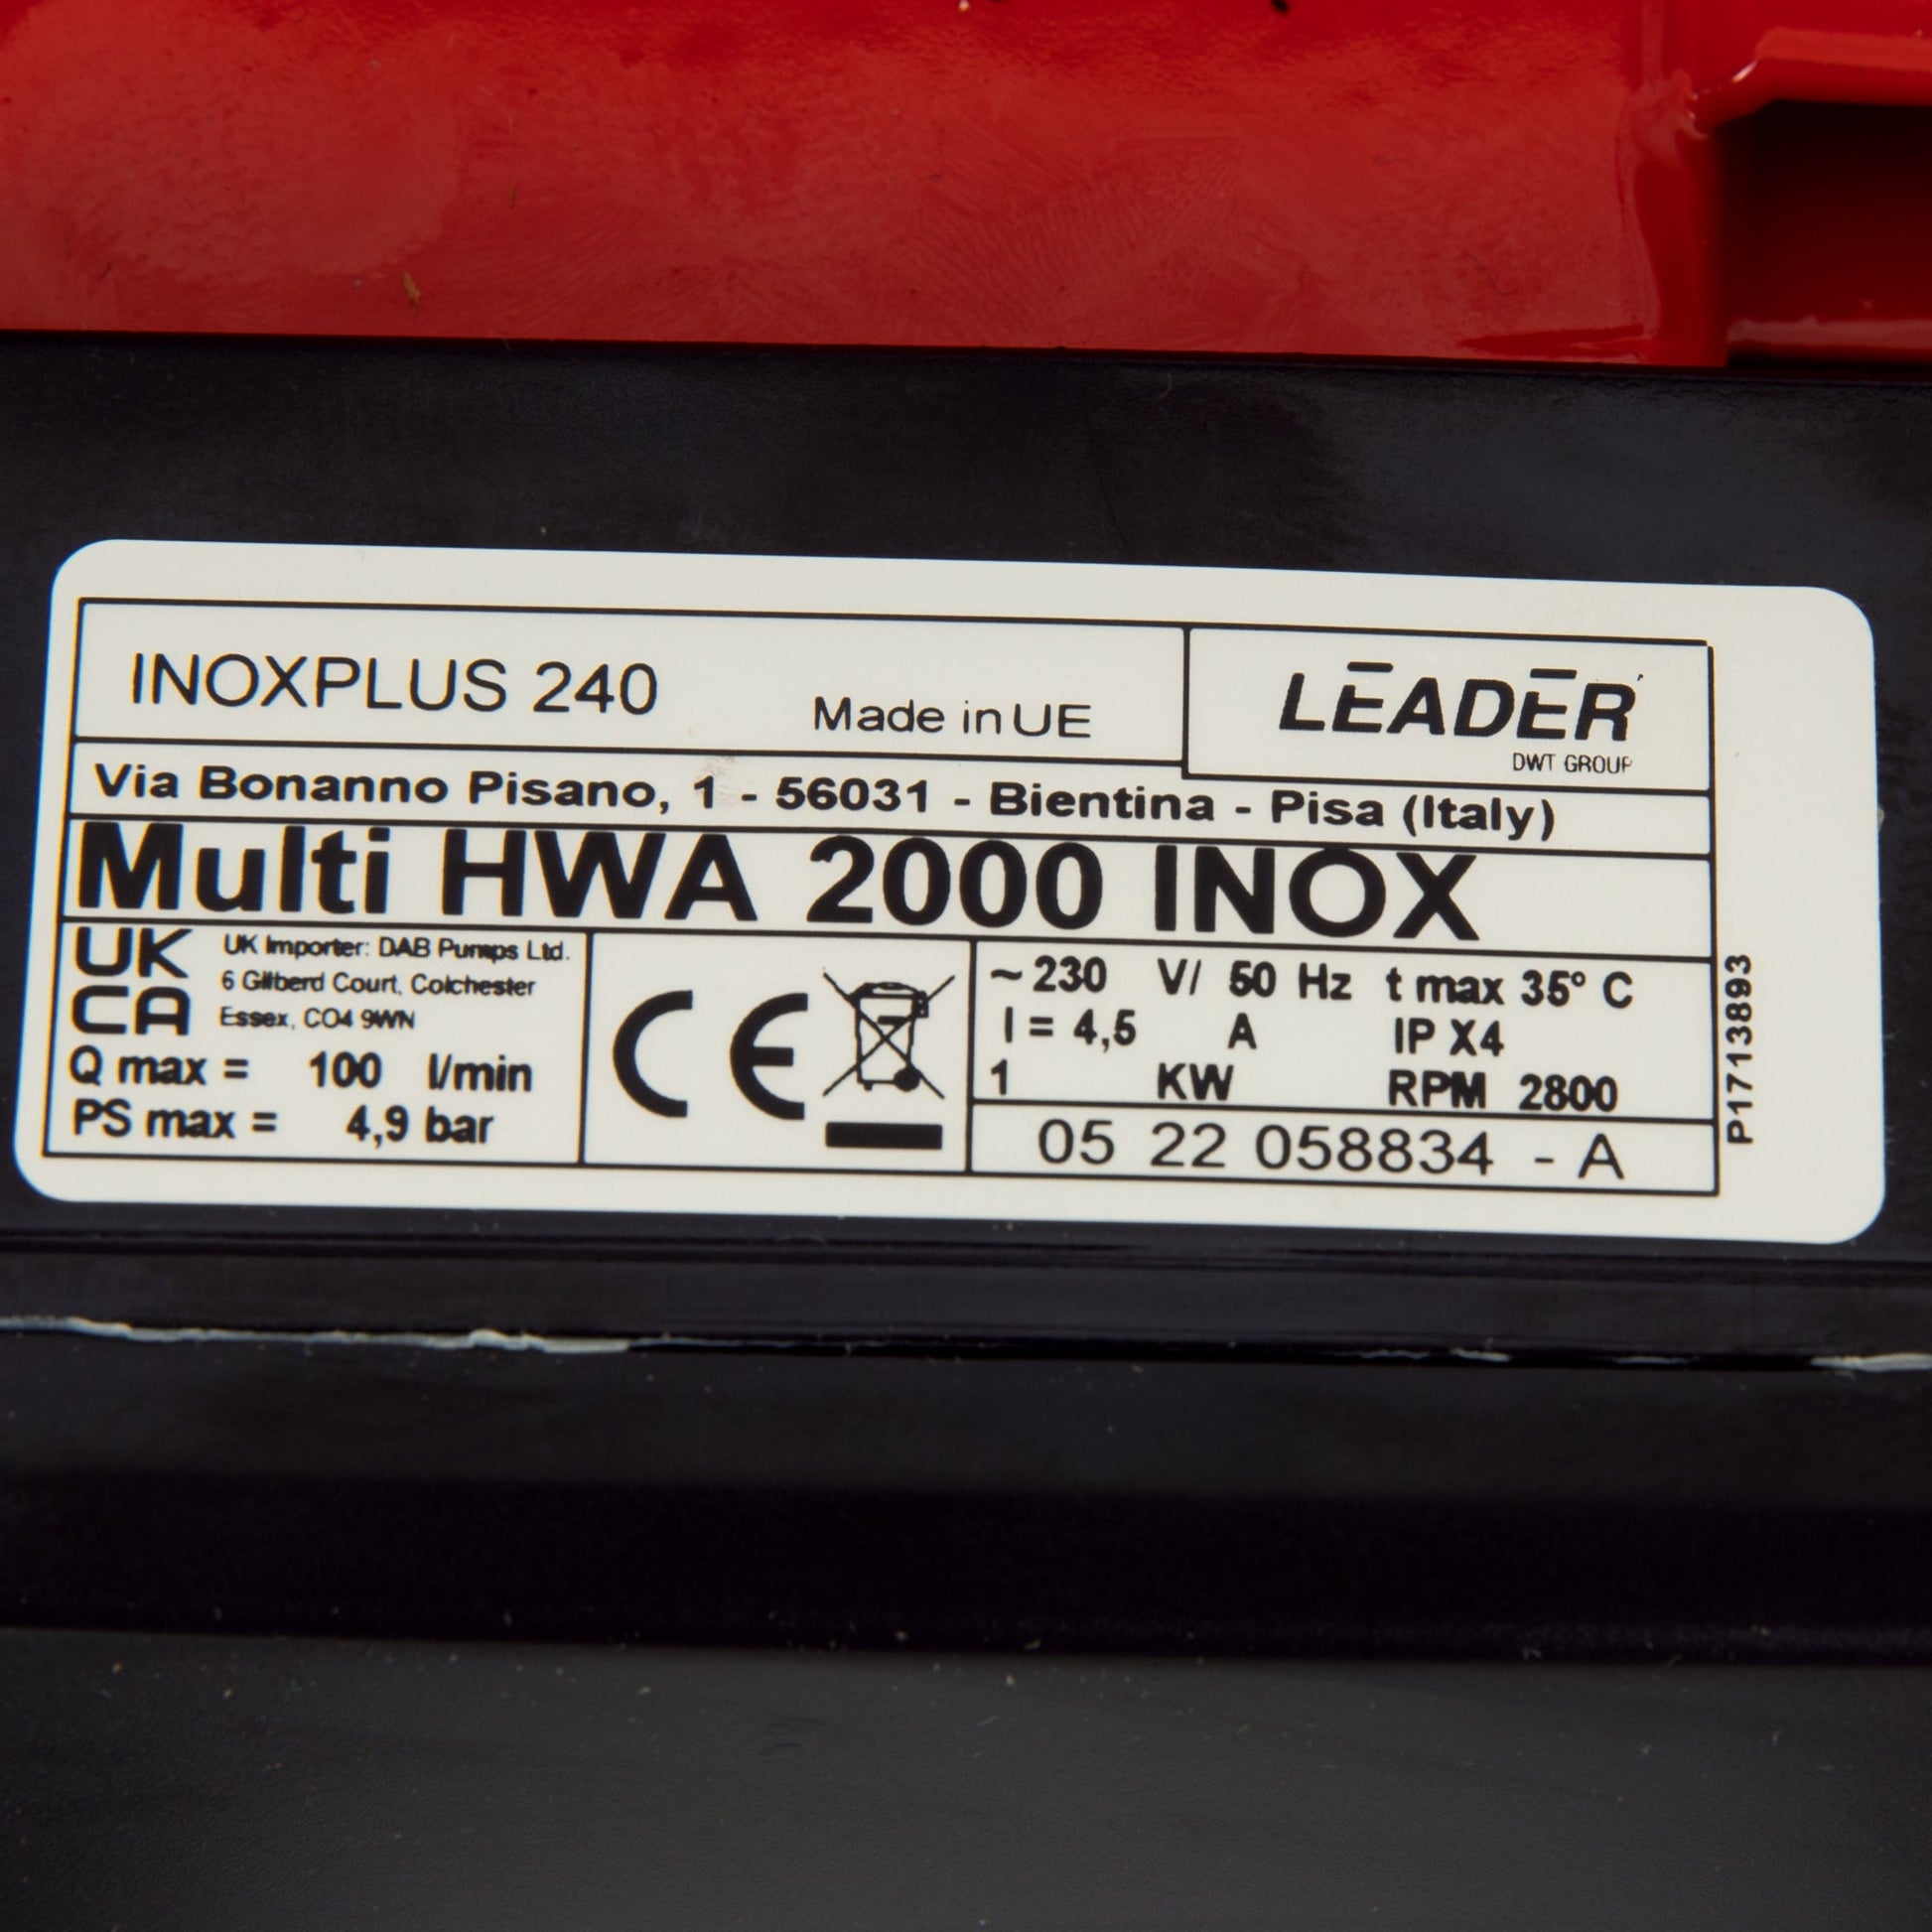 INOXPLUS 240 Made in UE
LEADER
DWT GROUP
Via Bonanno Pisano, 1 - 56031 - Bientina - Pisa (Italy)
Multi HWA 2000 INOX
UK
CA
UK Importer: DAB Pumps Ltd.
6 Gilberd Court, Colchester
Essex, CO4 9WN
Q max = 100 l/min
PS max = 4,9 bar
CE
~ 230 V/ 50 Hz t max 35° C
I = 4,5 A IP X4
1 KW RPM 2800
05 22 058834 - A
P1713893